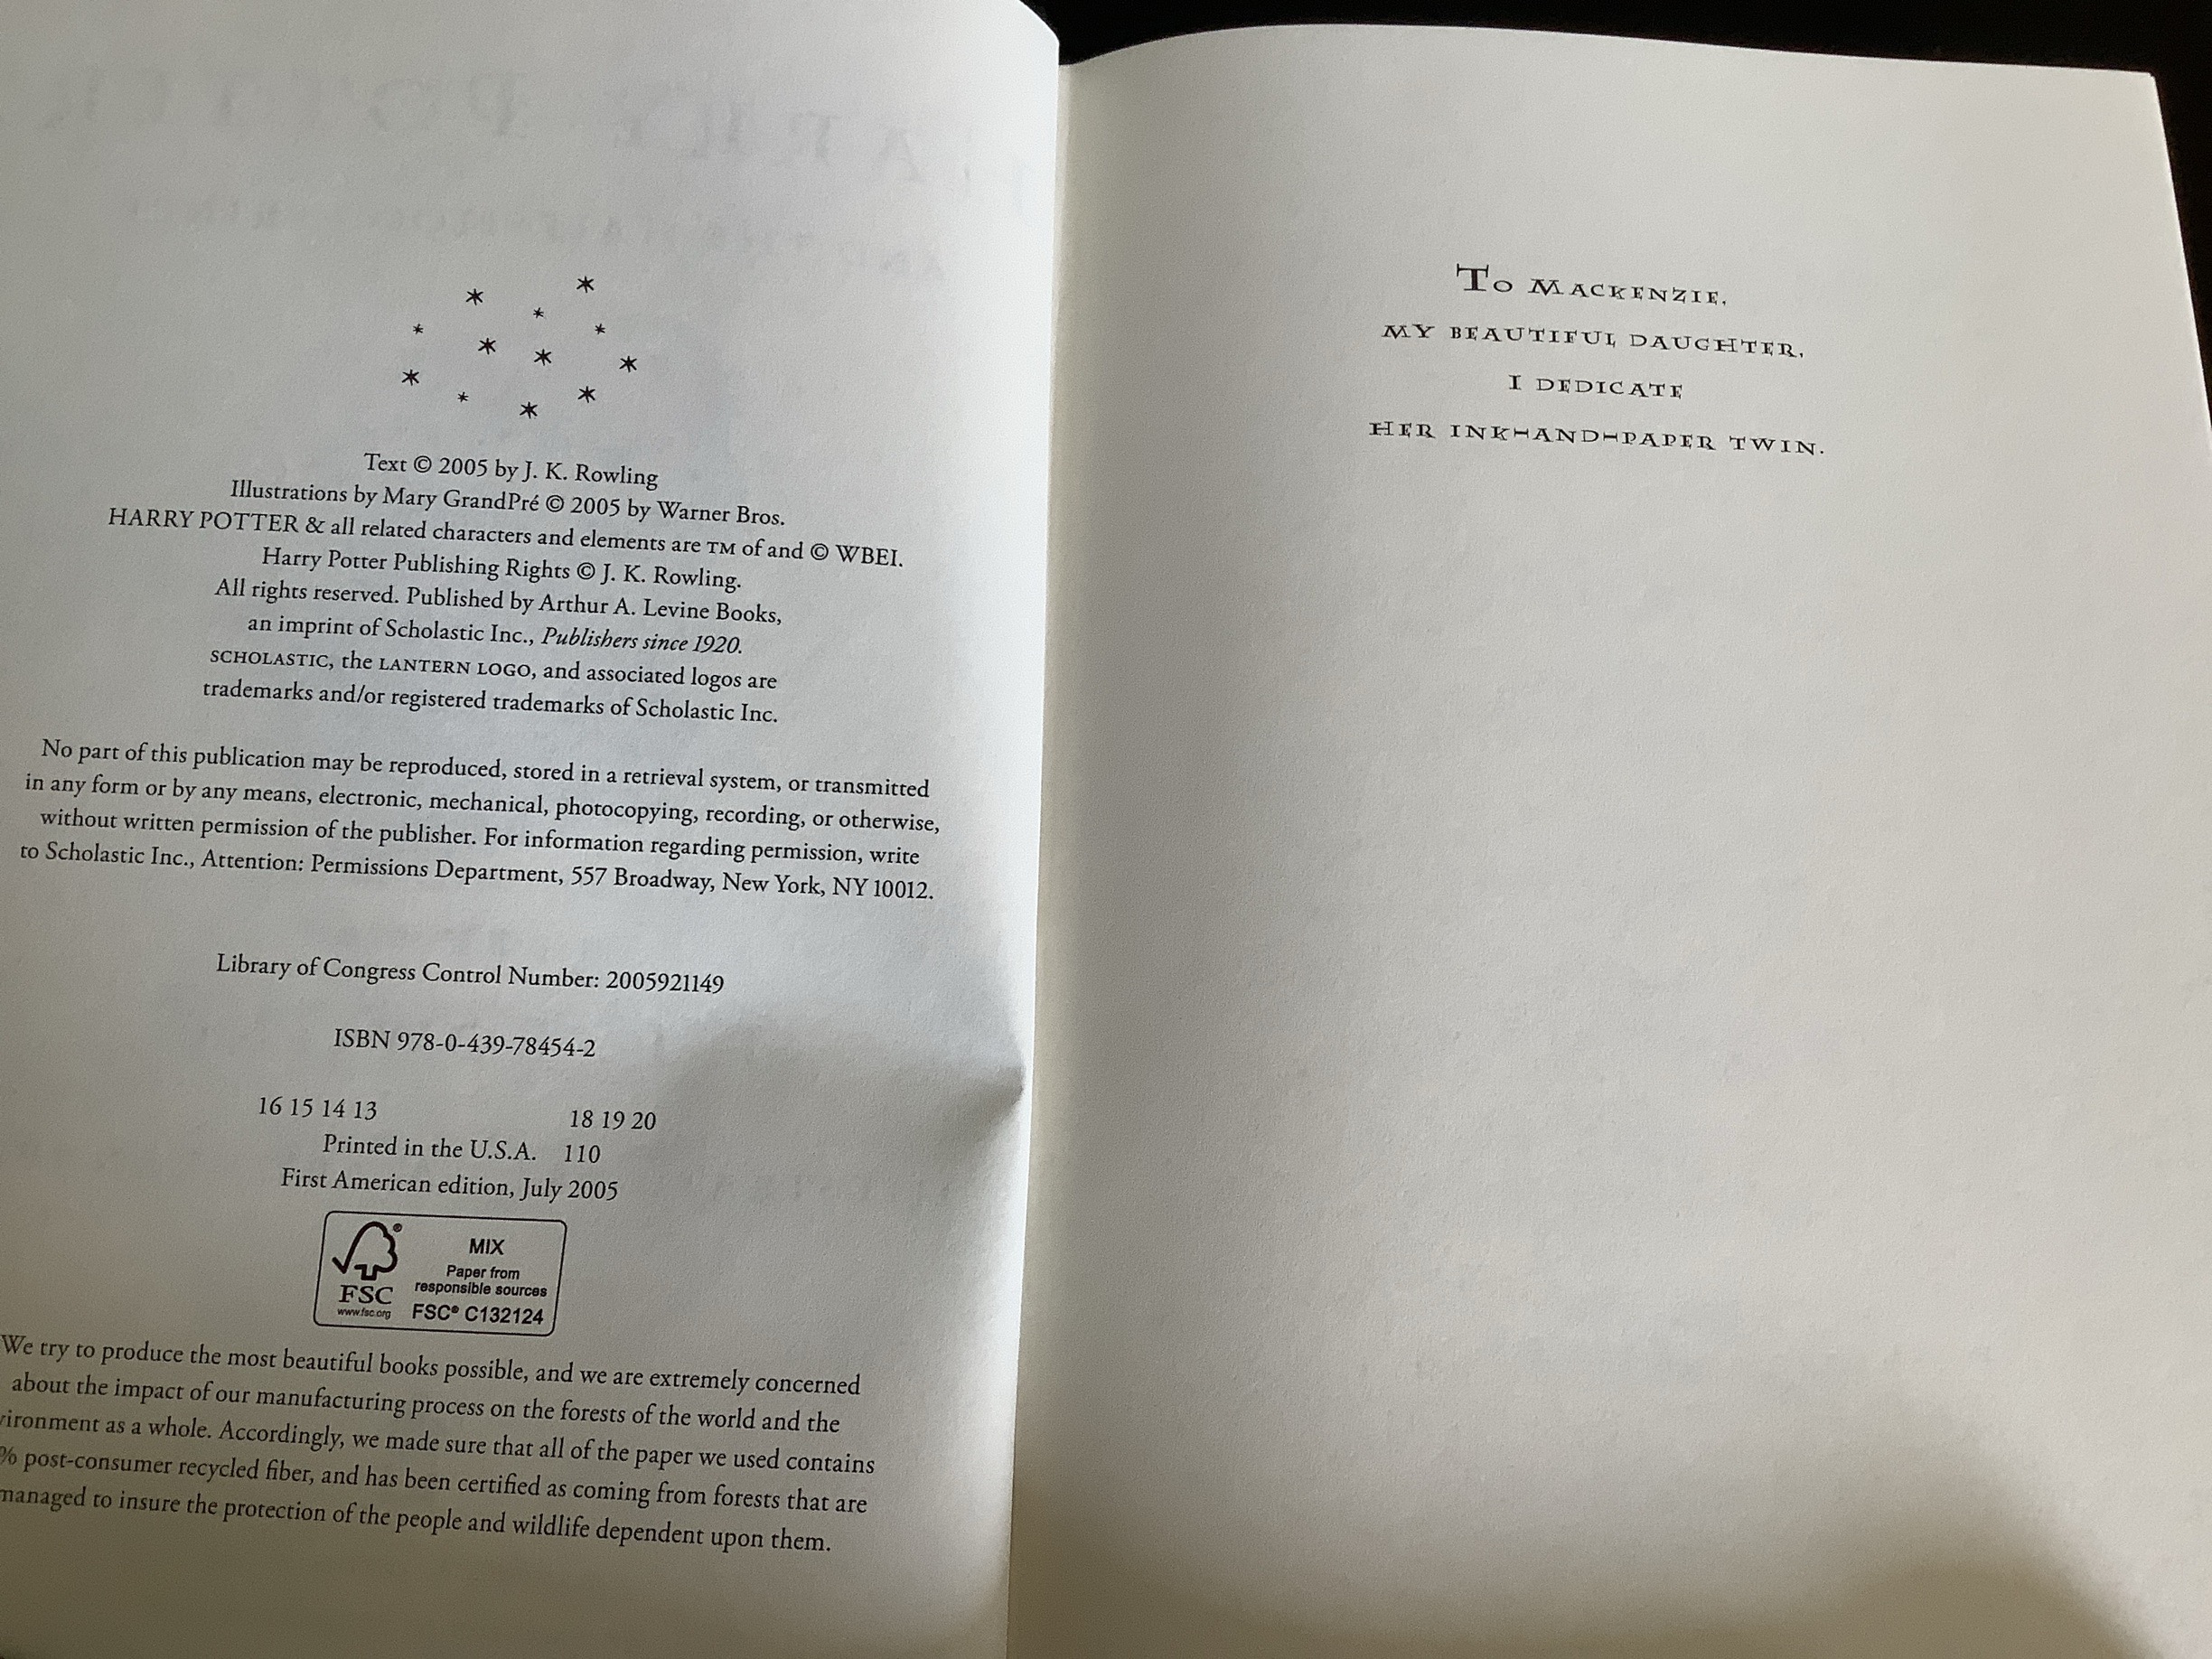 Text © 2005 by J. K. Rowling
Illustrations by Mary GrandPré © 2005 by Warner Bros.
HARRY POTTER & all related characters and elements are TM of and © WBEI.
Harry Potter Publishing Rights © J. K. Rowling.
All rights reserved. Published by Arthur A. Levine Books,
an imprint of Scholastic Inc., Publishers since 1920.
SCHOLASTIC, the LANTERN LOGO, and associated logos are
trademarks and/or registered trademarks of Scholastic Inc.
No part of this publication may be reproduced, stored in a retrieval system, or transmitted
in any form or by any means, electronic, mechanical, photocopying, recording, or otherwise,
without written permission of the publisher. For information regarding permission, write
to Scholastic Inc., Attention: Permissions Department, 557 Broadway, New York, NY 10012.
Library of Congress Control Number: 2005921149
ISBN 978-0-439-78454-2
16 15 14 13 18 19 20
Printed in the U.S.A. 110
First American edition, July 2005
FSC
www.fsc.org
MIX
Paper from
responsible sources
FSC® C132124
We try to produce the most beautiful books possible, and we are extremely concerned
about the impact of our manufacturing process on the forests of the world and the
as a whole. Accordingly, we made sure that all of the paper we used contains
% post-consumer recycled fiber, and has been certified as coming from forests that are
managed to insure the protection of the people and wildlife dependent upon them.
TO MACKENZIE,
MY BEAUTIFUL DAUGHTER,
I DEDICATE
HER INK-AND-PAPER TWIN.